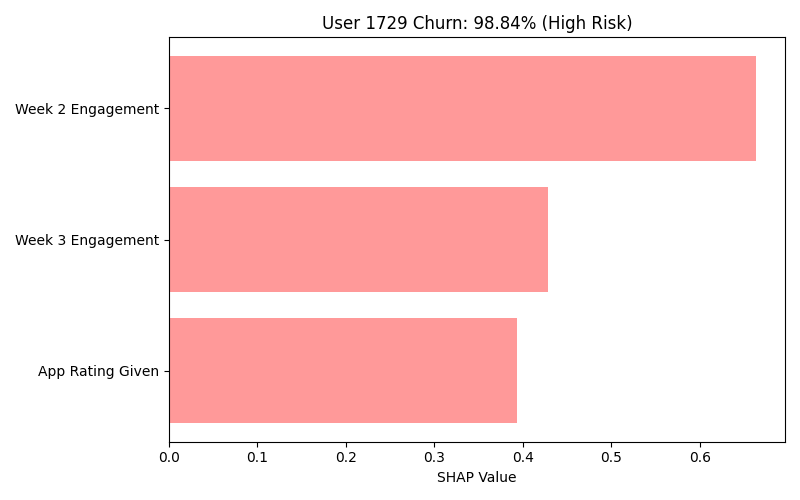 User 1729 Churn: 98.84% (High Risk)
Week 2 Engagement
Week 3 Engagement
App Rating Given
0.0 0.1 0.2 0.3 0.4 0.5 0.6
SHAP Value